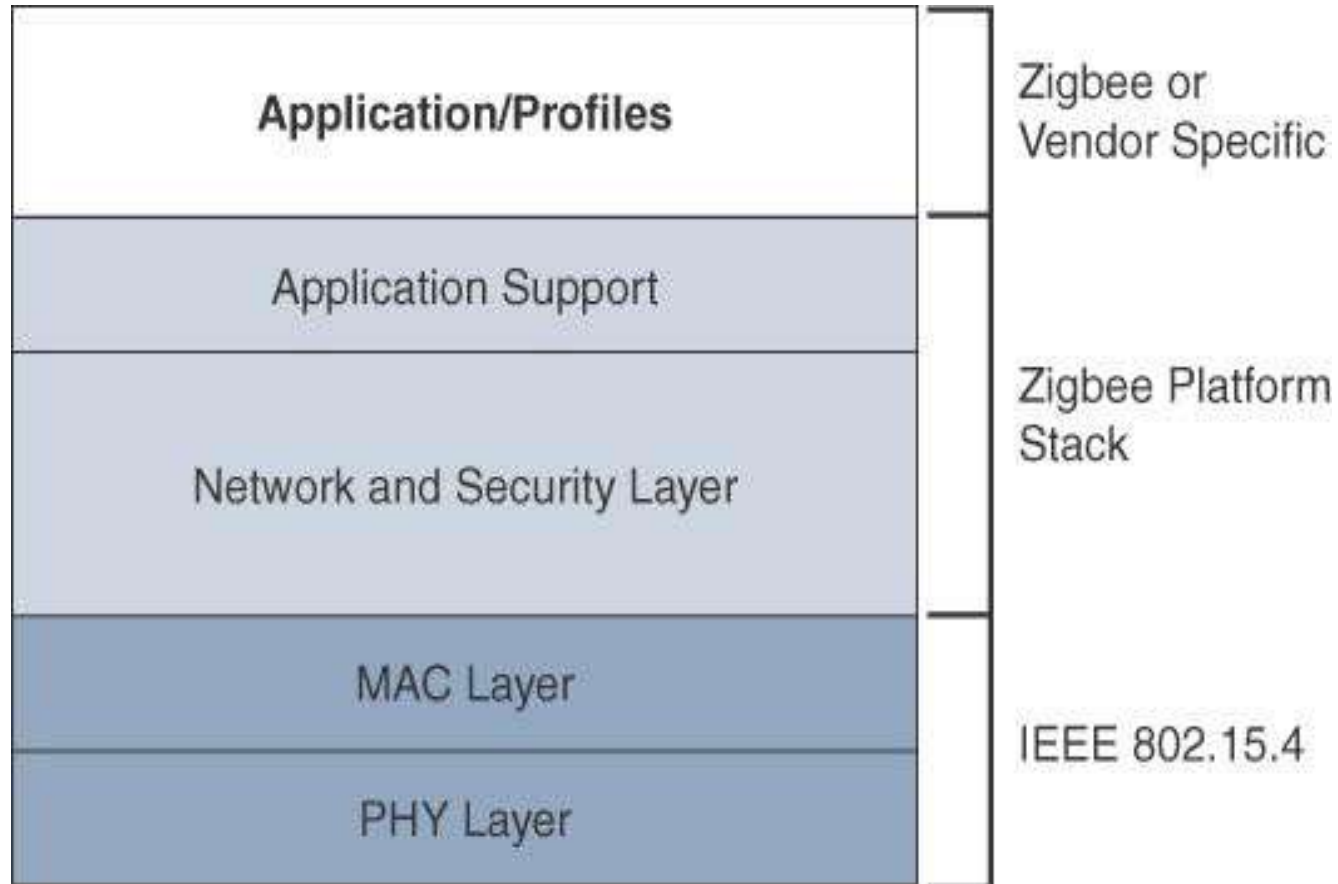 Application/Profiles
Zigbee or
Vendor Specific
Application Support
Network and Security Layer
Zigbee Platform
Stack
MAC Layer
PHY Layer
IEEE 802.15.4